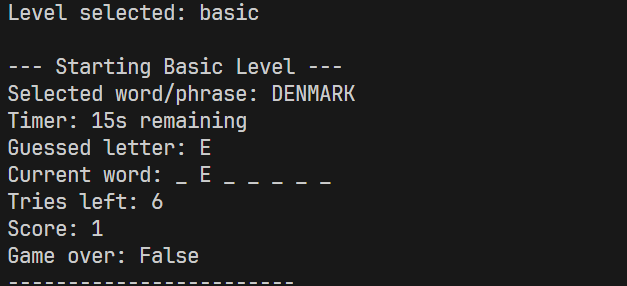 Level selected: basic
--- Starting Basic Level ---
Selected word/phrase: DENMARK
Timer: 15s remaining
Guessed letter: E
Current word: _ E _ _ _ _ _
Tries left: 6
Score: 1
Game over: False
------------------------